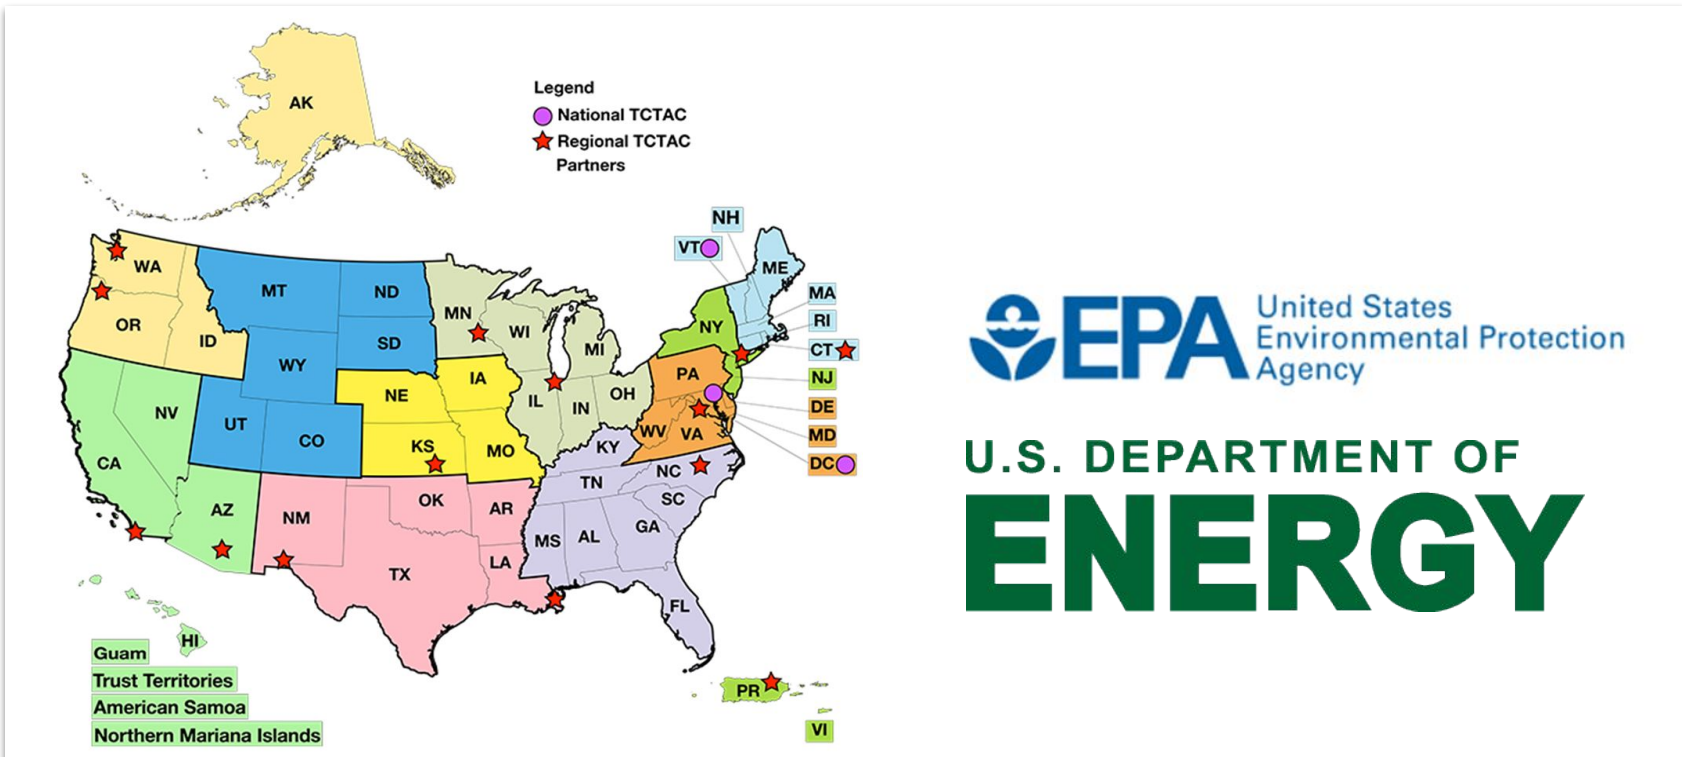 AK
Legend
National TCTAC
Regional TCTAC
Partners
NH
VT
ME
WA
MT
ND
MN
MA
OR
ID
SD
WI
NY
RI
WY
MI
CT
NE
IA
PA
NJ
NV
UT
CO
IL
IN
OH
DE
WV
VA
MD
CA
KS
MO
KY
DC
NC
AZ
NM
OK
AR
TN
SC
GA
MS
AL
TX
LA
FL
HI
Guam
Trust Territories
American Samoa
Northern Mariana Islands
PR
VI
EPA
United States
Environmental Protection
Agency
U.S. DEPARTMENT OF
ENERGY